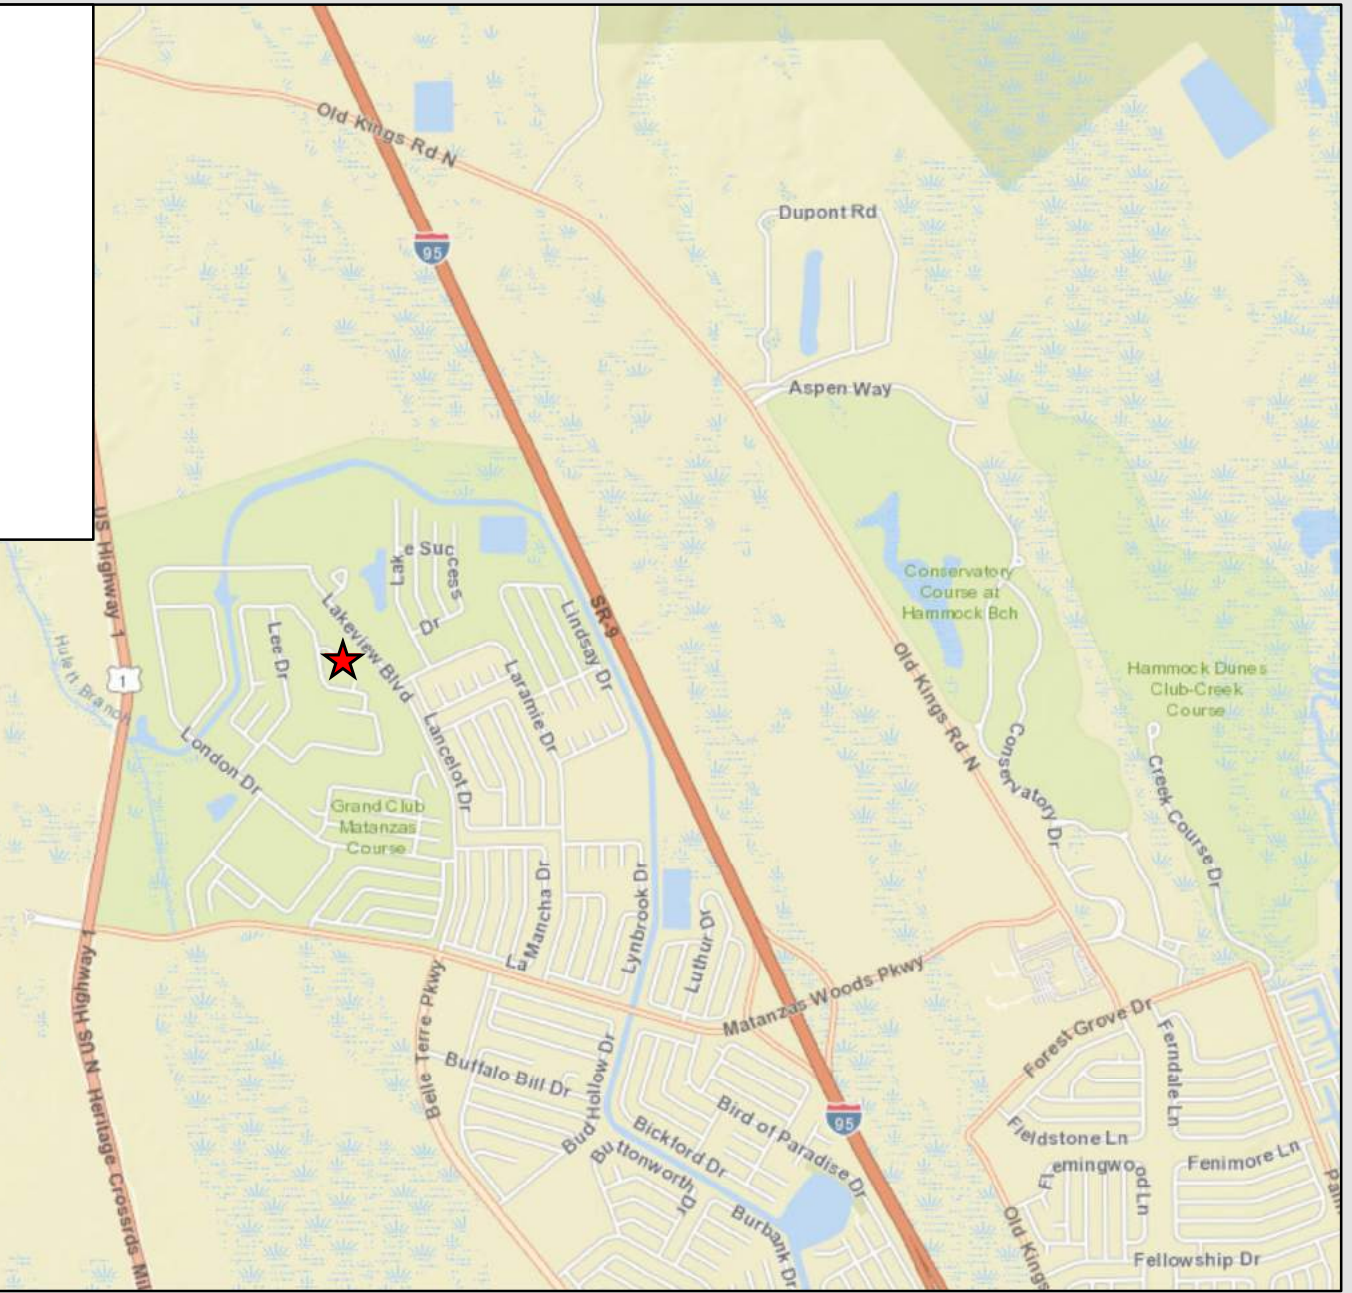 Old Kings Rd N
95
Dupont Rd
Aspen Way
US Highway 1
Lake Success
Dr
SR-9
Conservatory
Course at
Hammock Bch
Lakeview Blvd
Lee Dr
Lindsay Dr
Hulett Branch
1
Laramie Dr
Old Kings Rd N
Hammock Dunes
Club-Creek
Course
London Dr
Lancelot Dr
Conservatory Dr
Creek Course Dr
Grand Club
Matanzas
Course
La Mancha Dr
Lynbrook Dr
Luthur Dr
N US Highway 1
Belle Terre Pkwy
Matanzas Woods Pkwy
Forest Grove Dr
Ferndale Ln
Buffalo Bill Dr
Bud Hollow Dr
Bird of Paradise Dr
95
Bickford Dr
Buttonworth Dr
Fieldstone Ln
Flemingwood Ln
Fenimore Ln
Heritage Crossrds Mil
Burbank Dr
Old Kings
Palm
Fellowship Dr